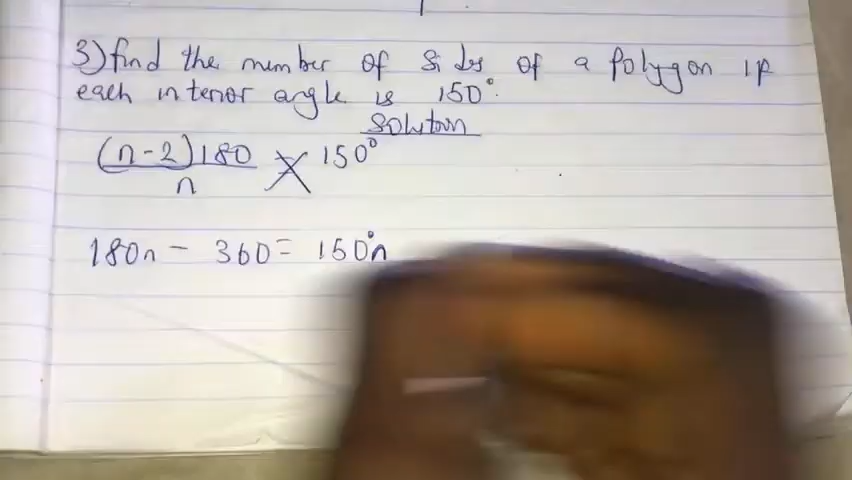 3) find the number of sides of a Polygon if
each interior angle is 150°.
Solution
(n-2)180 / n 150°
180n - 360 = 150°n